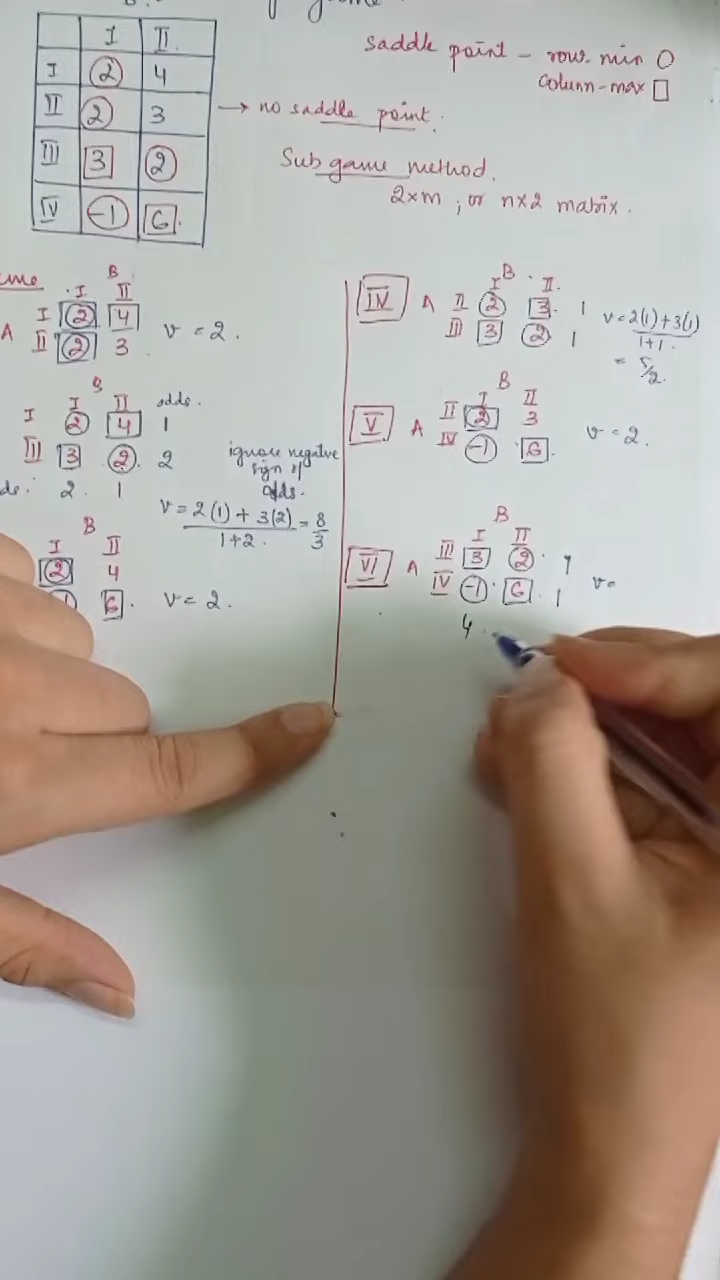 I II
I 2 4
II 2 3
III 3 2
IV -1 6
saddle point - row min
column-max
→ no saddle point.
Sub game method.
2×m, or n×2 matrix.
B
I II
A I 2 4
II 2 3
v = 2.
B
I II odds.
I 2 4 1
III 3 2 2
2 1
ignore negative
sign of
odds.
v = 2(1) + 3(2) = 8
1+2 3
B
I II
2 4
6 v = 2.
IV
B
I II
A II 2 3 1
III 3 2 1
v = 2(1) + 3(1)
1+1
= 5/2.
V
B
I II
A II 2 3
IV -1 6
v = 2.
VI
B
I II
A III 3 2 7
IV -1 6 1
v =
4